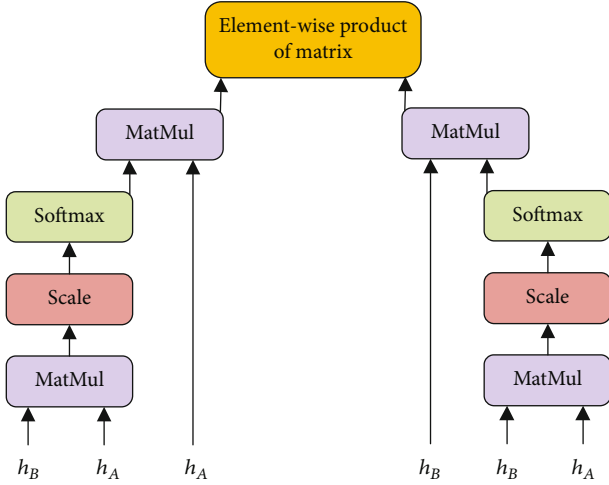 Element-wise product
of matrix
MatMul
MatMul
Softmax
Softmax
Scale
Scale
MatMul
MatMul
h_B h_A h_A h_B h_B h_A